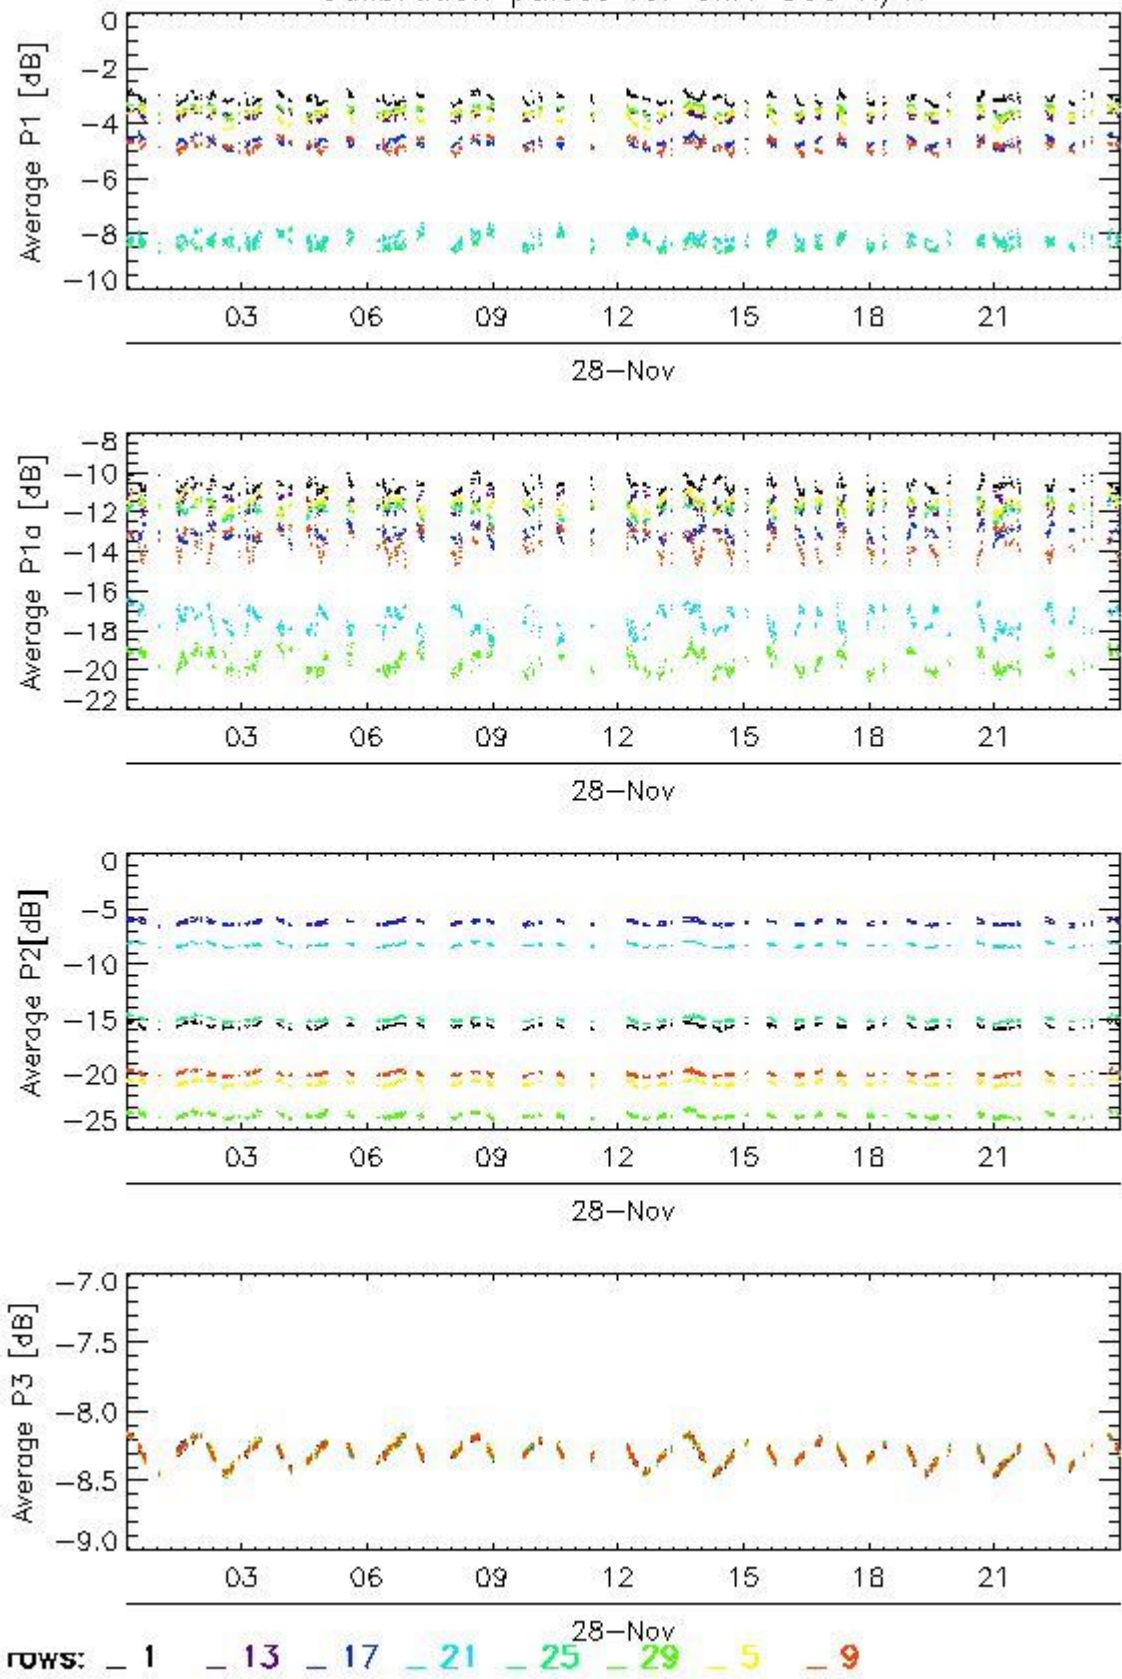 0
−2
−4
−6
−8
−10
Average P1 [dB]
03 06 09 12 15 18 21
28−Nov
−8
−10
−12
−14
−16
−18
−20
−22
Average P1a [dB]
03 06 09 12 15 18 21
28−Nov
0
−5
−10
−15
−20
−25
Average P2[dB]
03 06 09 12 15 18 21
28−Nov
−7.0
−7.5
−8.0
−8.5
−9.0
Average P3 [dB]
03 06 09 12 15 18 21
28−Nov
rows: _ 1 _ 13 _ 17 _ 21 _ 25 _ 29 _ 5 _ 9